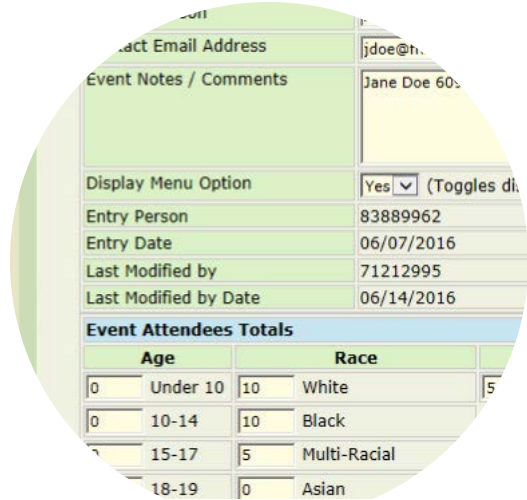 Email Address
jdoe@
Event Notes / Comments
Jane Doe
Display Menu Option
Yes (Toggles
Entry Person 83889962
Entry Date 06/07/2016
Last Modified by 71212995
Last Modified by Date 06/14/2016
Event Attendees Totals
Age Race
0 Under 10 10 White 5
0 10-14 10 Black
15-17 5 Multi-Racial
18-19 0 Asian